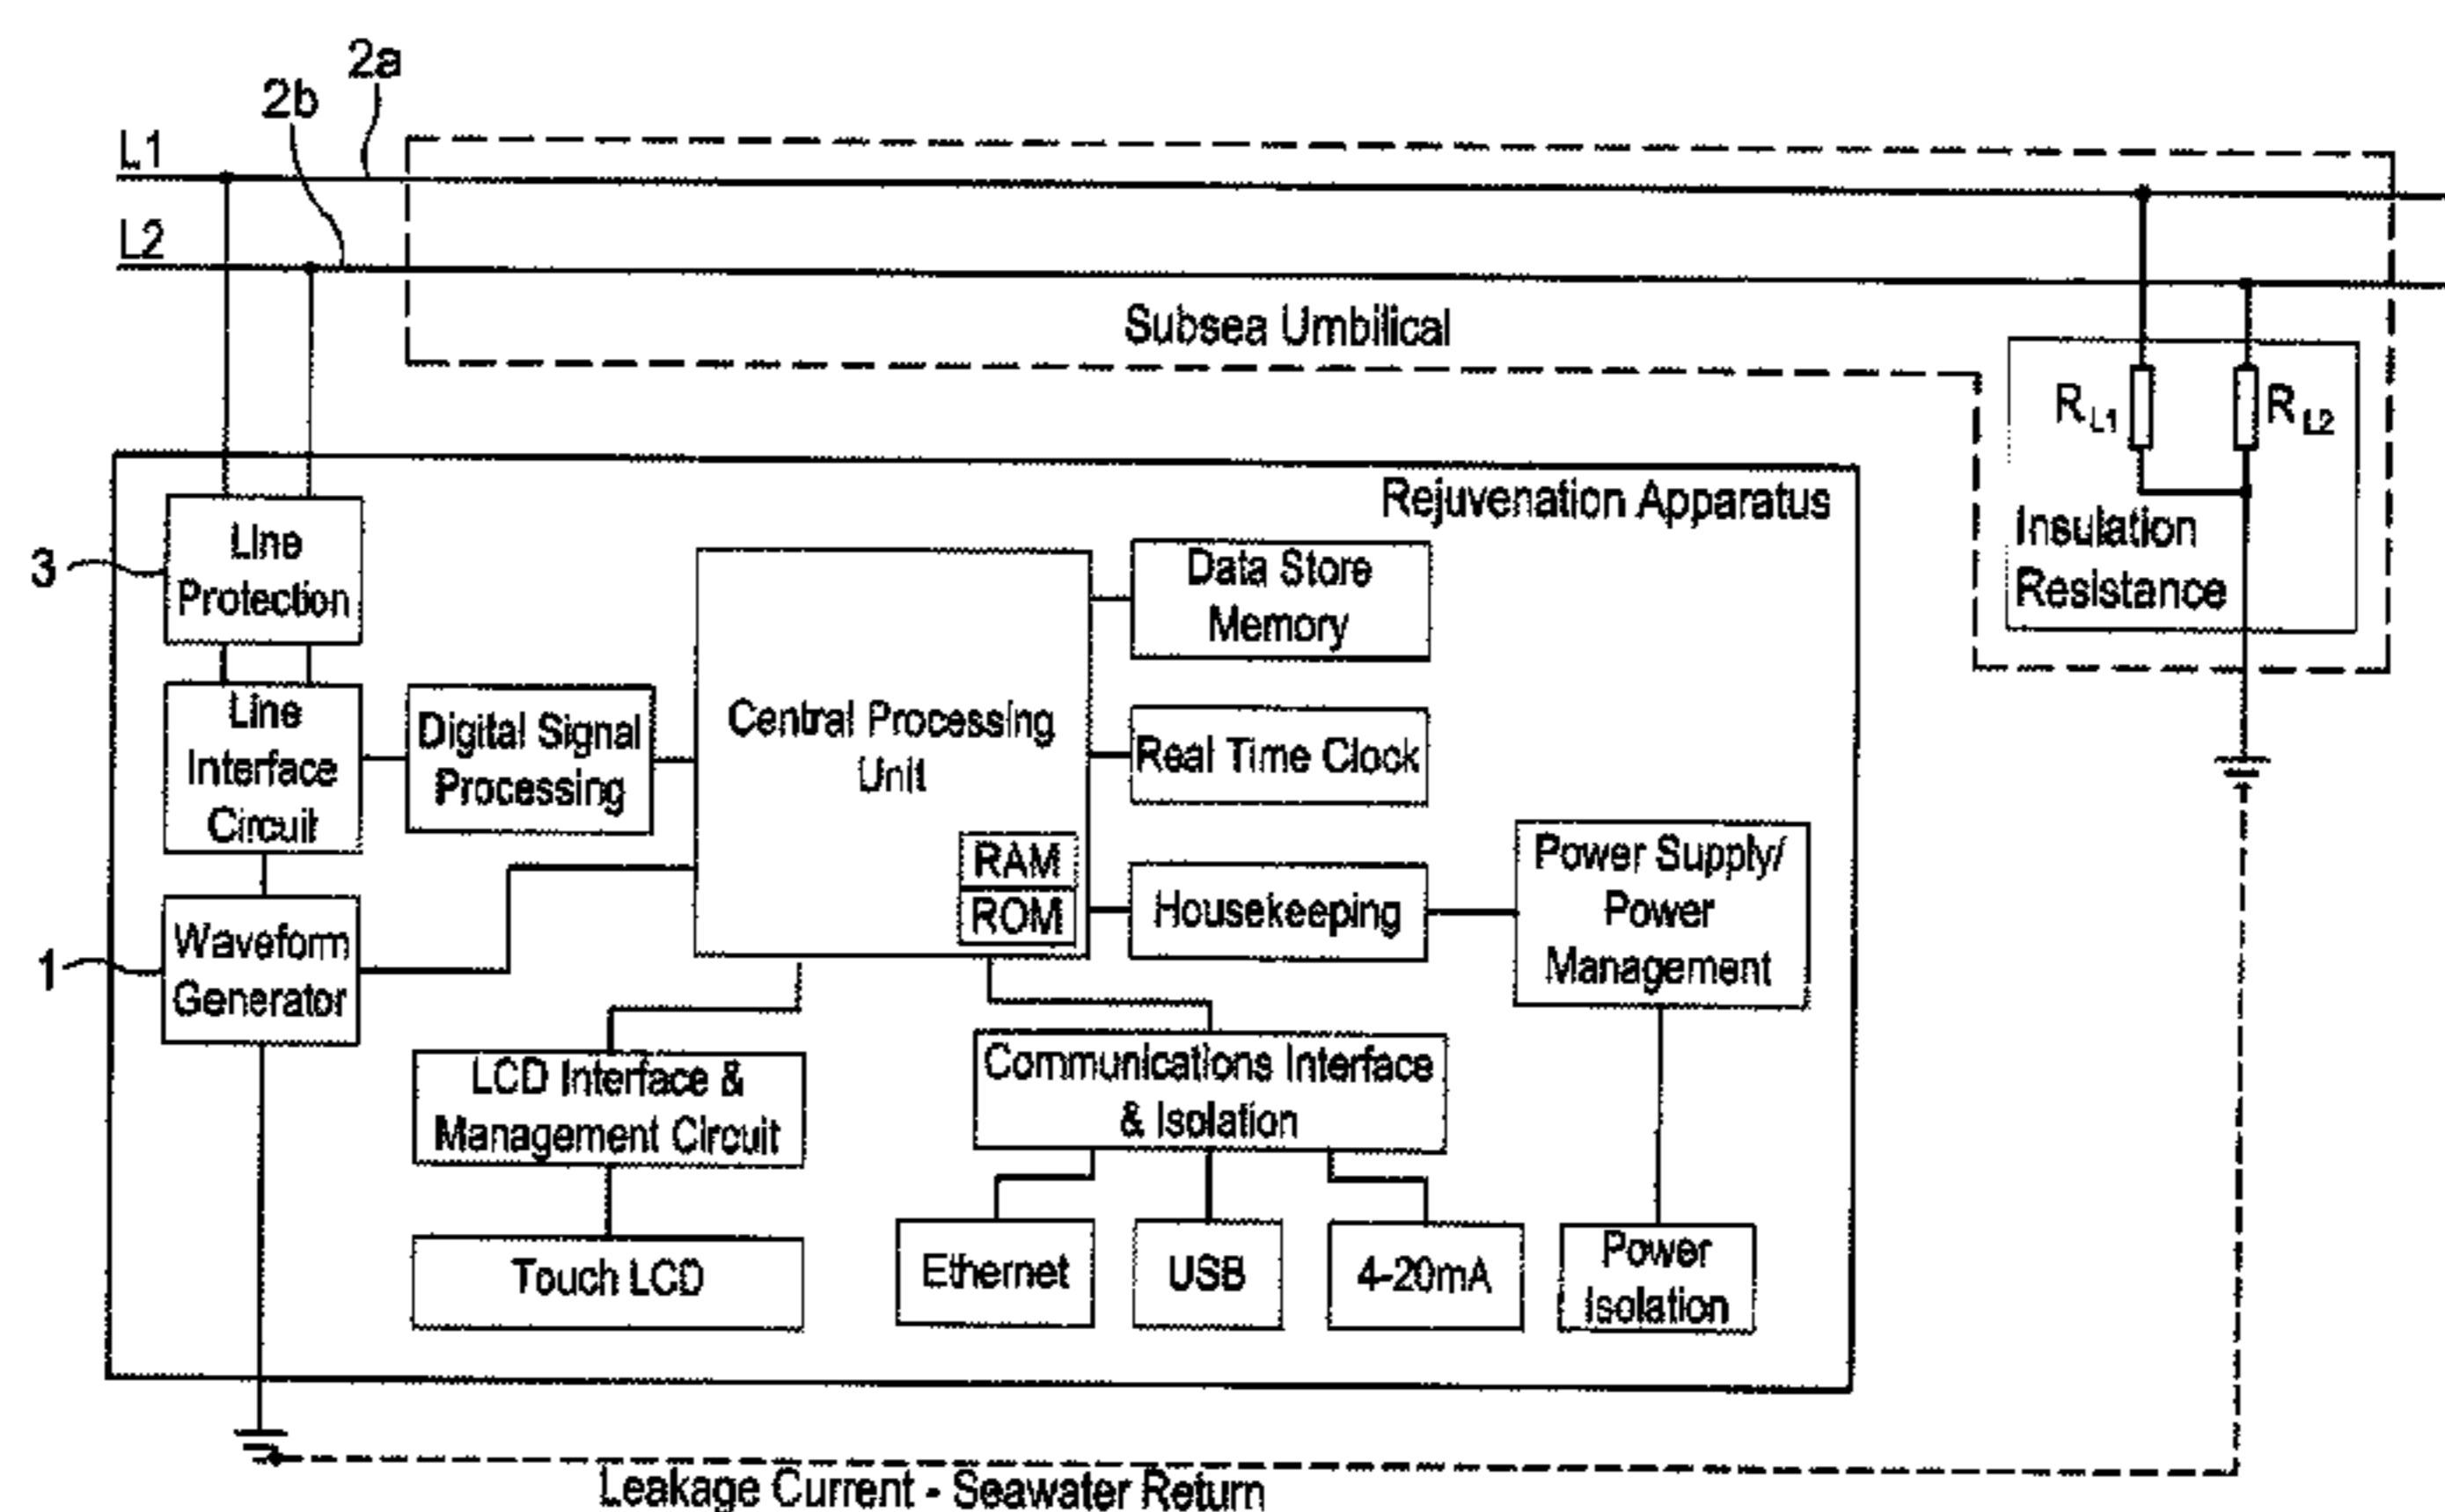 2a
2b
L1
L2
Subsea Umbilical
RL1
RL2
Insulation
Resistance
Rejuvenation Apparatus
3
Line
Protection
Line
Interface
Circuit
Digital Signal
Processing
Central Processing
Unit
RAM
ROM
Data Store
Memory
Real Time Clock
Housekeeping
Power Supply/
Power
Management
1
Waveform
Generator
LCD Interface &
Management Circuit
Communications Interface
& Isolation
Touch LCD
Ethernet
USB
4-20mA
Power
Isolation
Leakage Current - Seawater Return